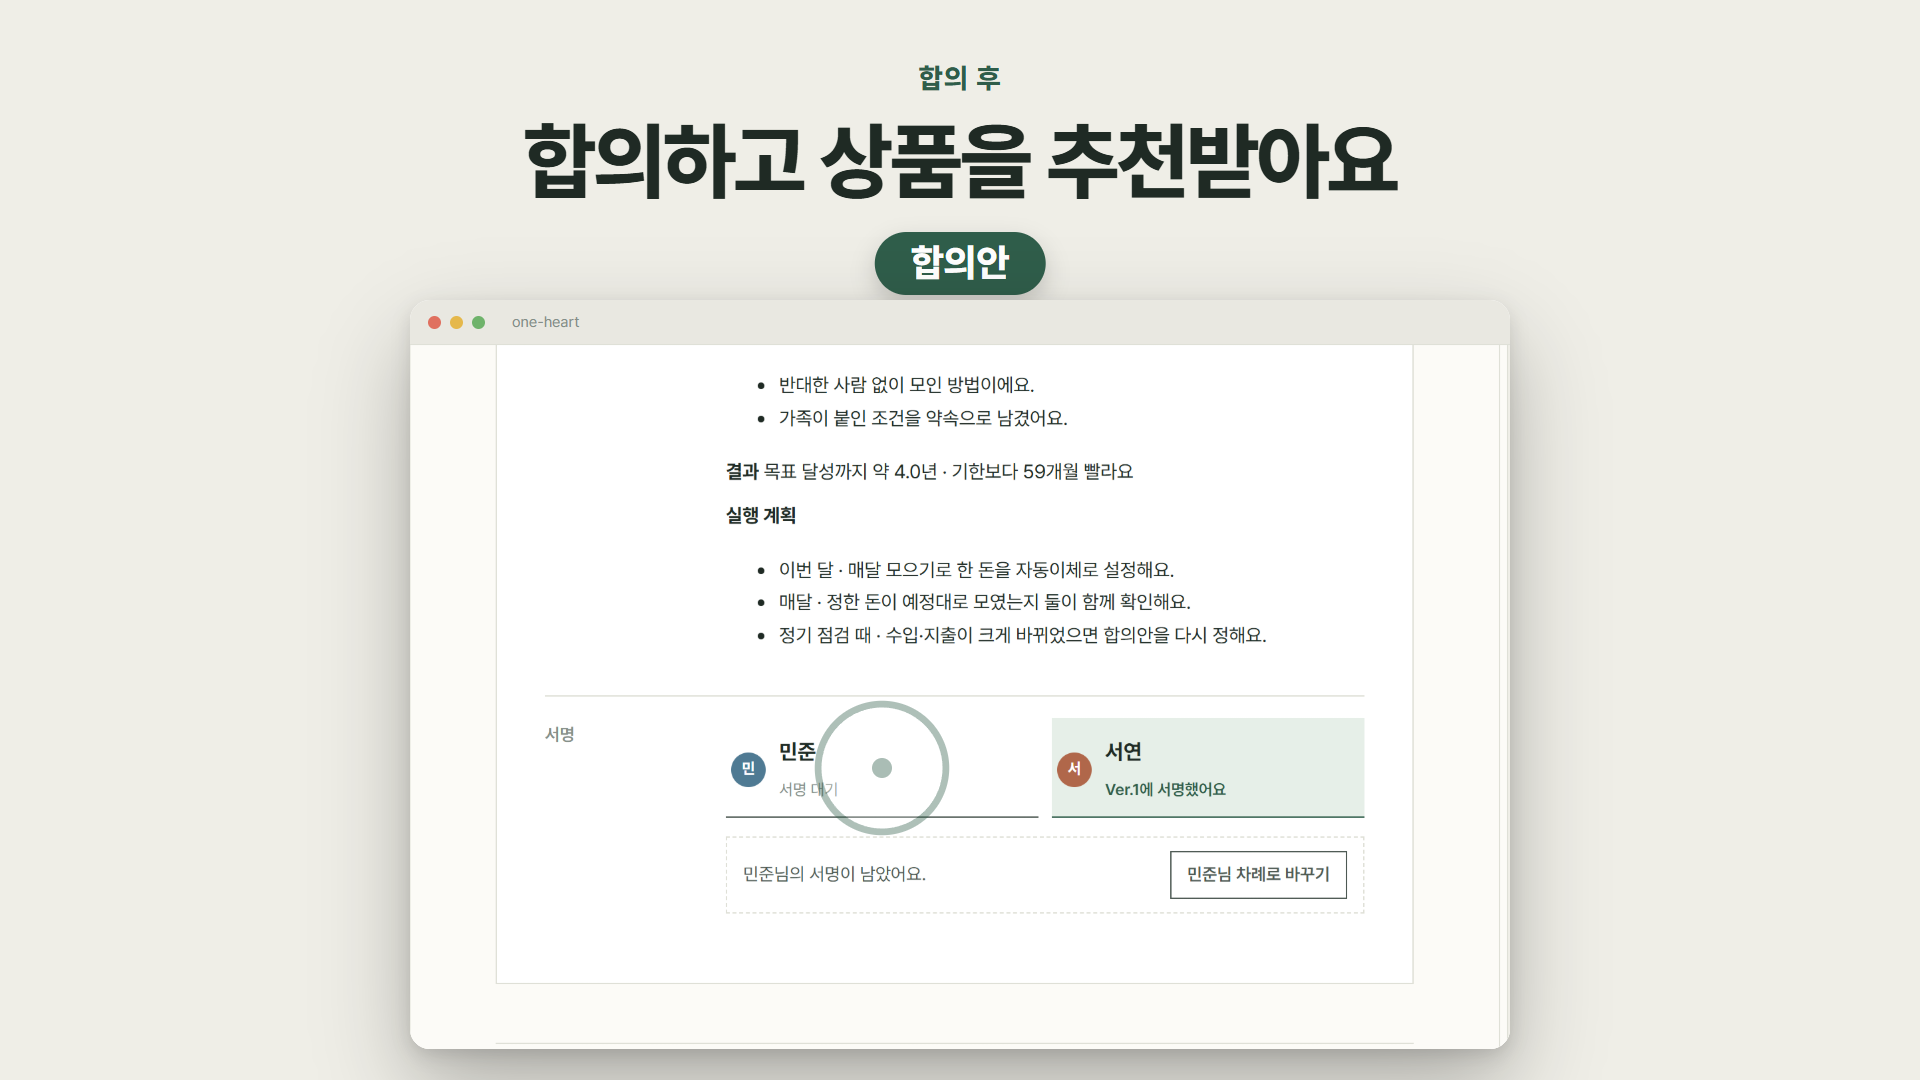 합의 후
합의하고 상품을 추천받아요
합의안
one-heart
반대한 사람 없이 모인 방법이에요.
가족이 붙인 조건을 약속으로 남겼어요.
결과 목표 달성까지 약 4.0년 · 기한보다 59개월 빨라요
실행 계획
이번 달 · 매달 모으기로 한 돈을 자동이체로 설정해요.
매달 · 정한 돈이 예정대로 모였는지 둘이 함께 확인해요.
정기 점검 때 · 수입·지출이 크게 바뀌었으면 합의안을 다시 정해요.
서명
민
민준
서명 대기
서
서연
Ver.1에 서명했어요
민준님의 서명이 남았어요.
민준님 차례로 바꾸기